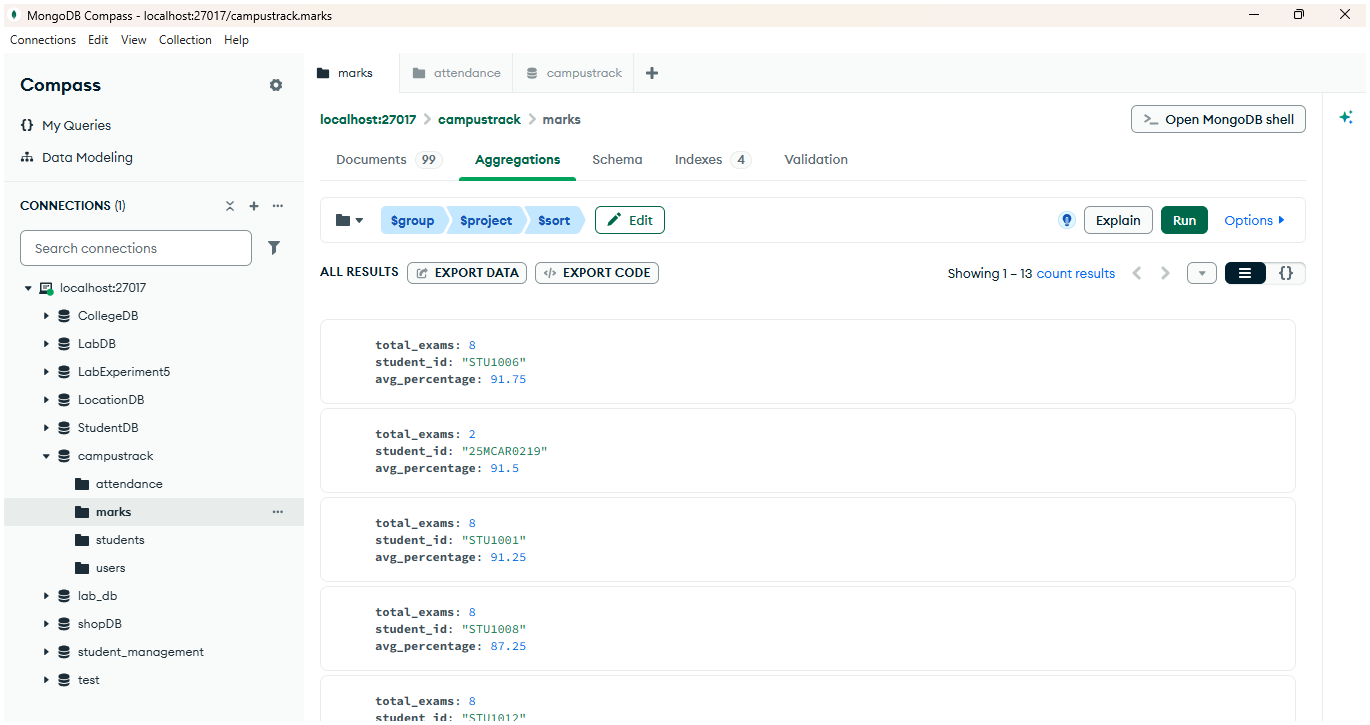 MongoDB Compass - localhost:27017/campustrack.marks
Connections Edit View Collection Help
Compass
My Queries
Data Modeling
CONNECTIONS (1)
Search connections
localhost:27017
CollegeDB
LabDB
LabExperiment5
LocationDB
StudentDB
campustrack
attendance
marks
students
users
lab_db
shopDB
student_management
test
marks attendance campustrack
localhost:27017 campustrack marks
>_ Open MongoDB shell
Documents 99 Aggregations Schema Indexes 4 Validation
$group $project $sort Edit Explain Run Options
ALL RESULTS EXPORT DATA EXPORT CODE Showing 1 – 13 count results
total_exams: 8
student_id: "STU1006"
avg_percentage: 91.75
total_exams: 2
student_id: "25MCAR0219"
avg_percentage: 91.5
total_exams: 8
student_id: "STU1001"
avg_percentage: 91.25
total_exams: 8
student_id: "STU1008"
avg_percentage: 87.25
total_exams: 8
student_id: "STU1012"